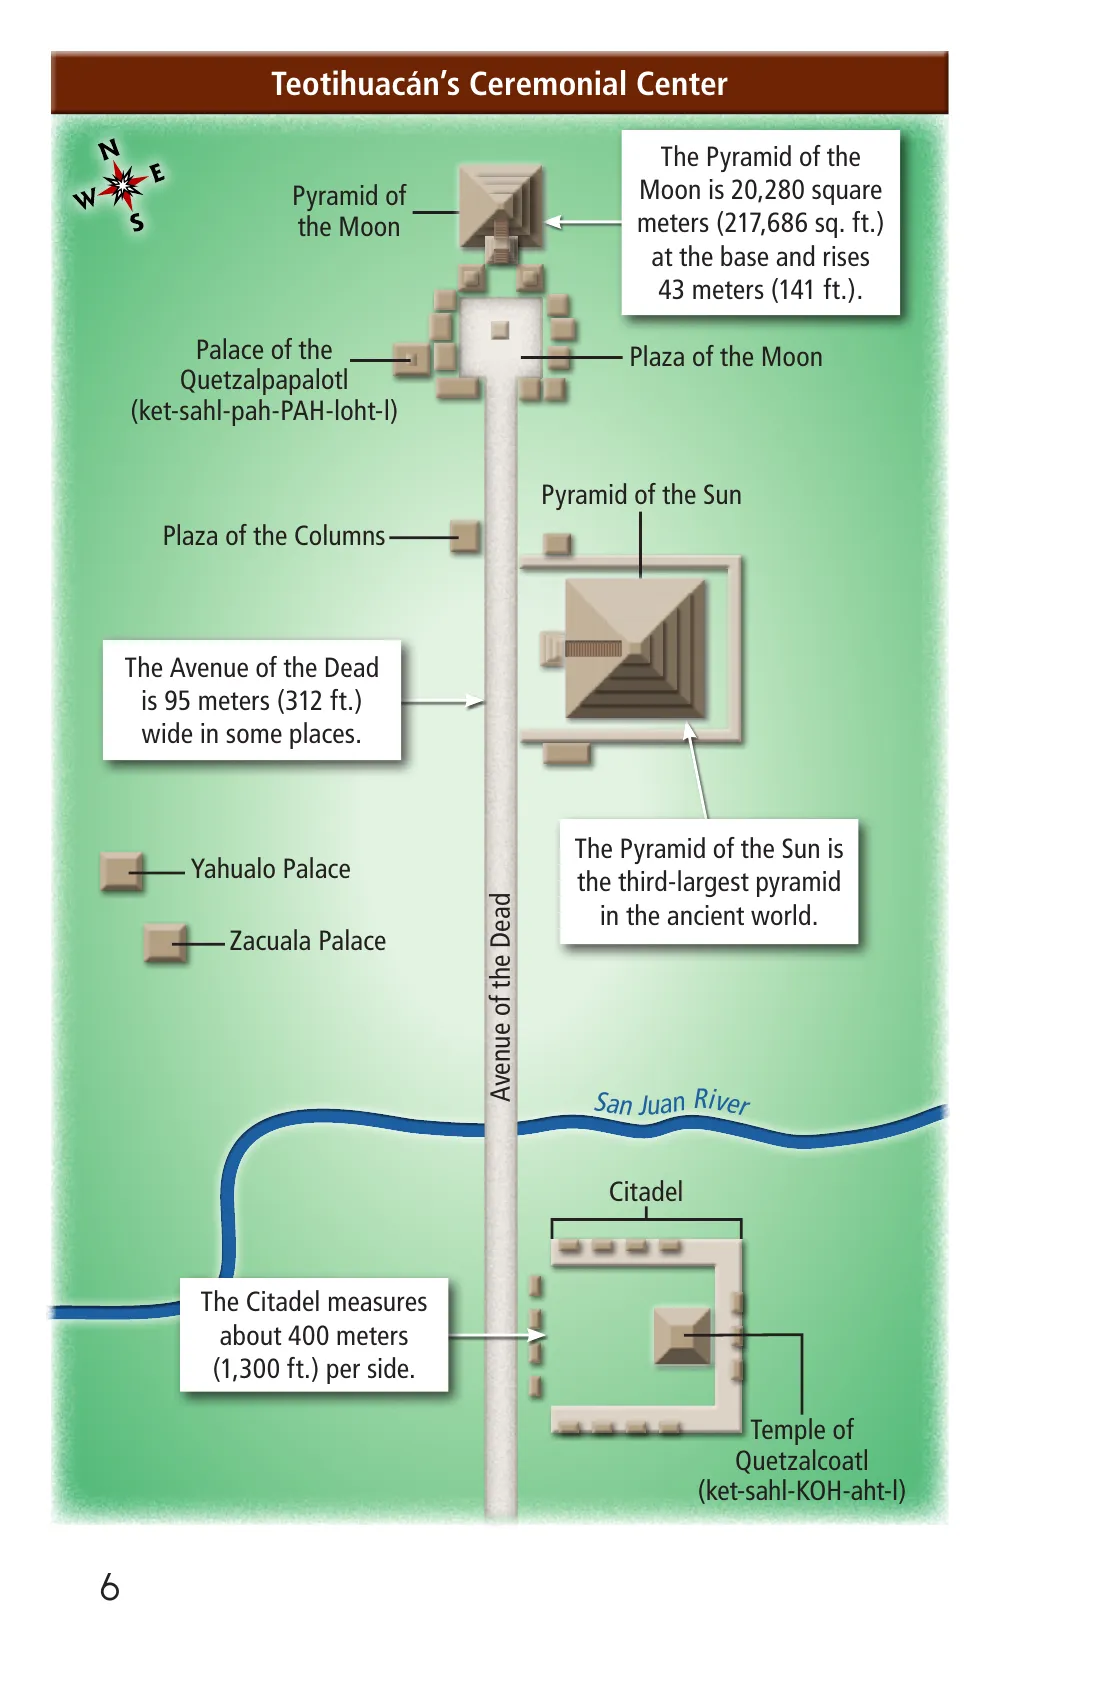 Teotihuacán’s Ceremonial Center
N
E
W
S
Pyramid of
the Moon
The Pyramid of the
Moon is 20,280 square
meters (217,686 sq. ft.)
at the base and rises
43 meters (141 ft.).
Palace of the
Quetzalpapalotl
(ket-sahl-pah-PAH-loht-l)
Plaza of the Moon
Pyramid of the Sun
Plaza of the Columns
The Avenue of the Dead
is 95 meters (312 ft.)
wide in some places.
The Pyramid of the Sun is
the third-largest pyramid
in the ancient world.
Yahualo Palace
Zacuala Palace
Avenue of the Dead
San Juan River
Citadel
The Citadel measures
about 400 meters
(1,300 ft.) per side.
Temple of
Quetzalcoatl
(ket-sahl-KOH-aht-l)
6